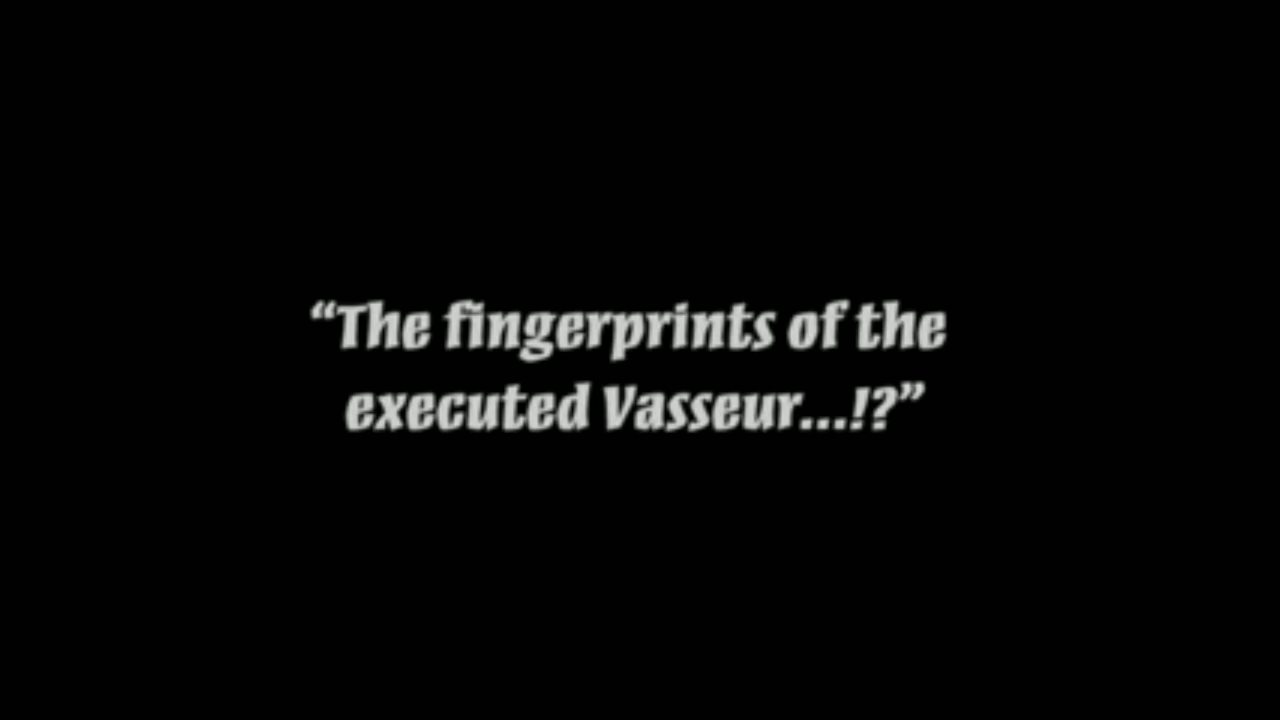 “The fingerprints of the
executed Vasseur...!?”